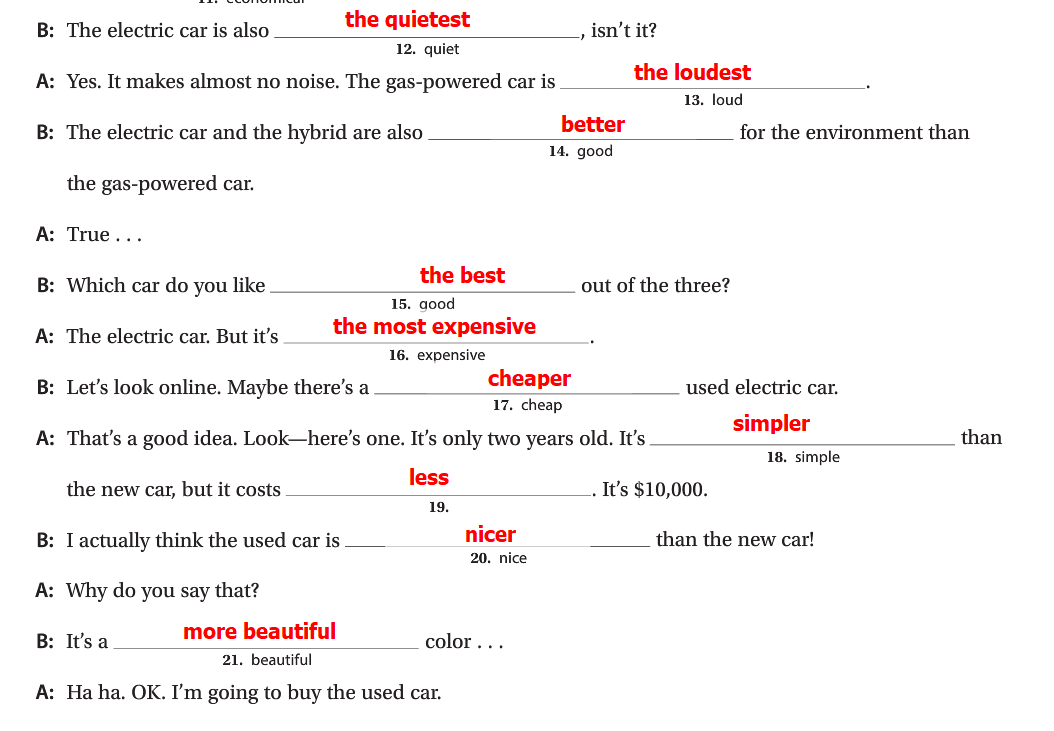 11. economical
B: The electric car is also the quietest, isn't it?
12. quiet
A: Yes. It makes almost no noise. The gas-powered car is the loudest.
13. loud
B: The electric car and the hybrid are also better for the environment than
14. good
the gas-powered car.
A: True . . .
B: Which car do you like the best out of the three?
15. good
A: The electric car. But it's the most expensive.
16. expensive
B: Let's look online. Maybe there's a cheaper used electric car.
17. cheap
A: That's a good idea. Look—here's one. It's only two years old. It's simpler than
18. simple
the new car, but it costs less. It's $10,000.
19.
B: I actually think the used car is nicer than the new car!
20. nice
A: Why do you say that?
B: It's a more beautiful color . . .
21. beautiful
A: Ha ha. OK. I'm going to buy the used car.